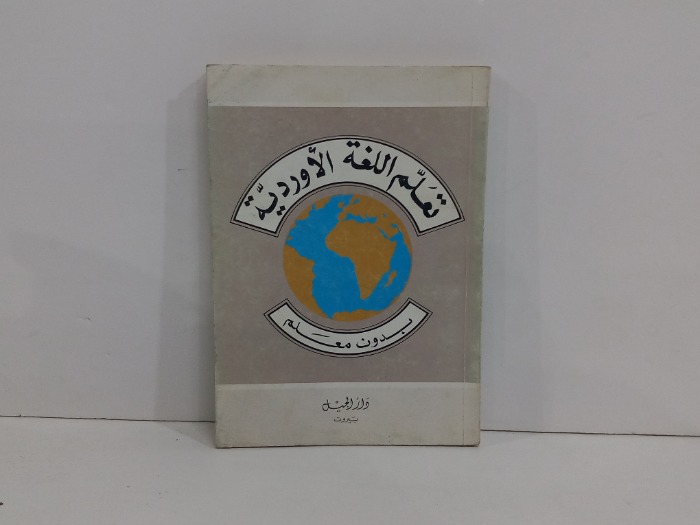 تعلّم اللغة الأورديّة
بدون معلم
دار الجيل
بيروت